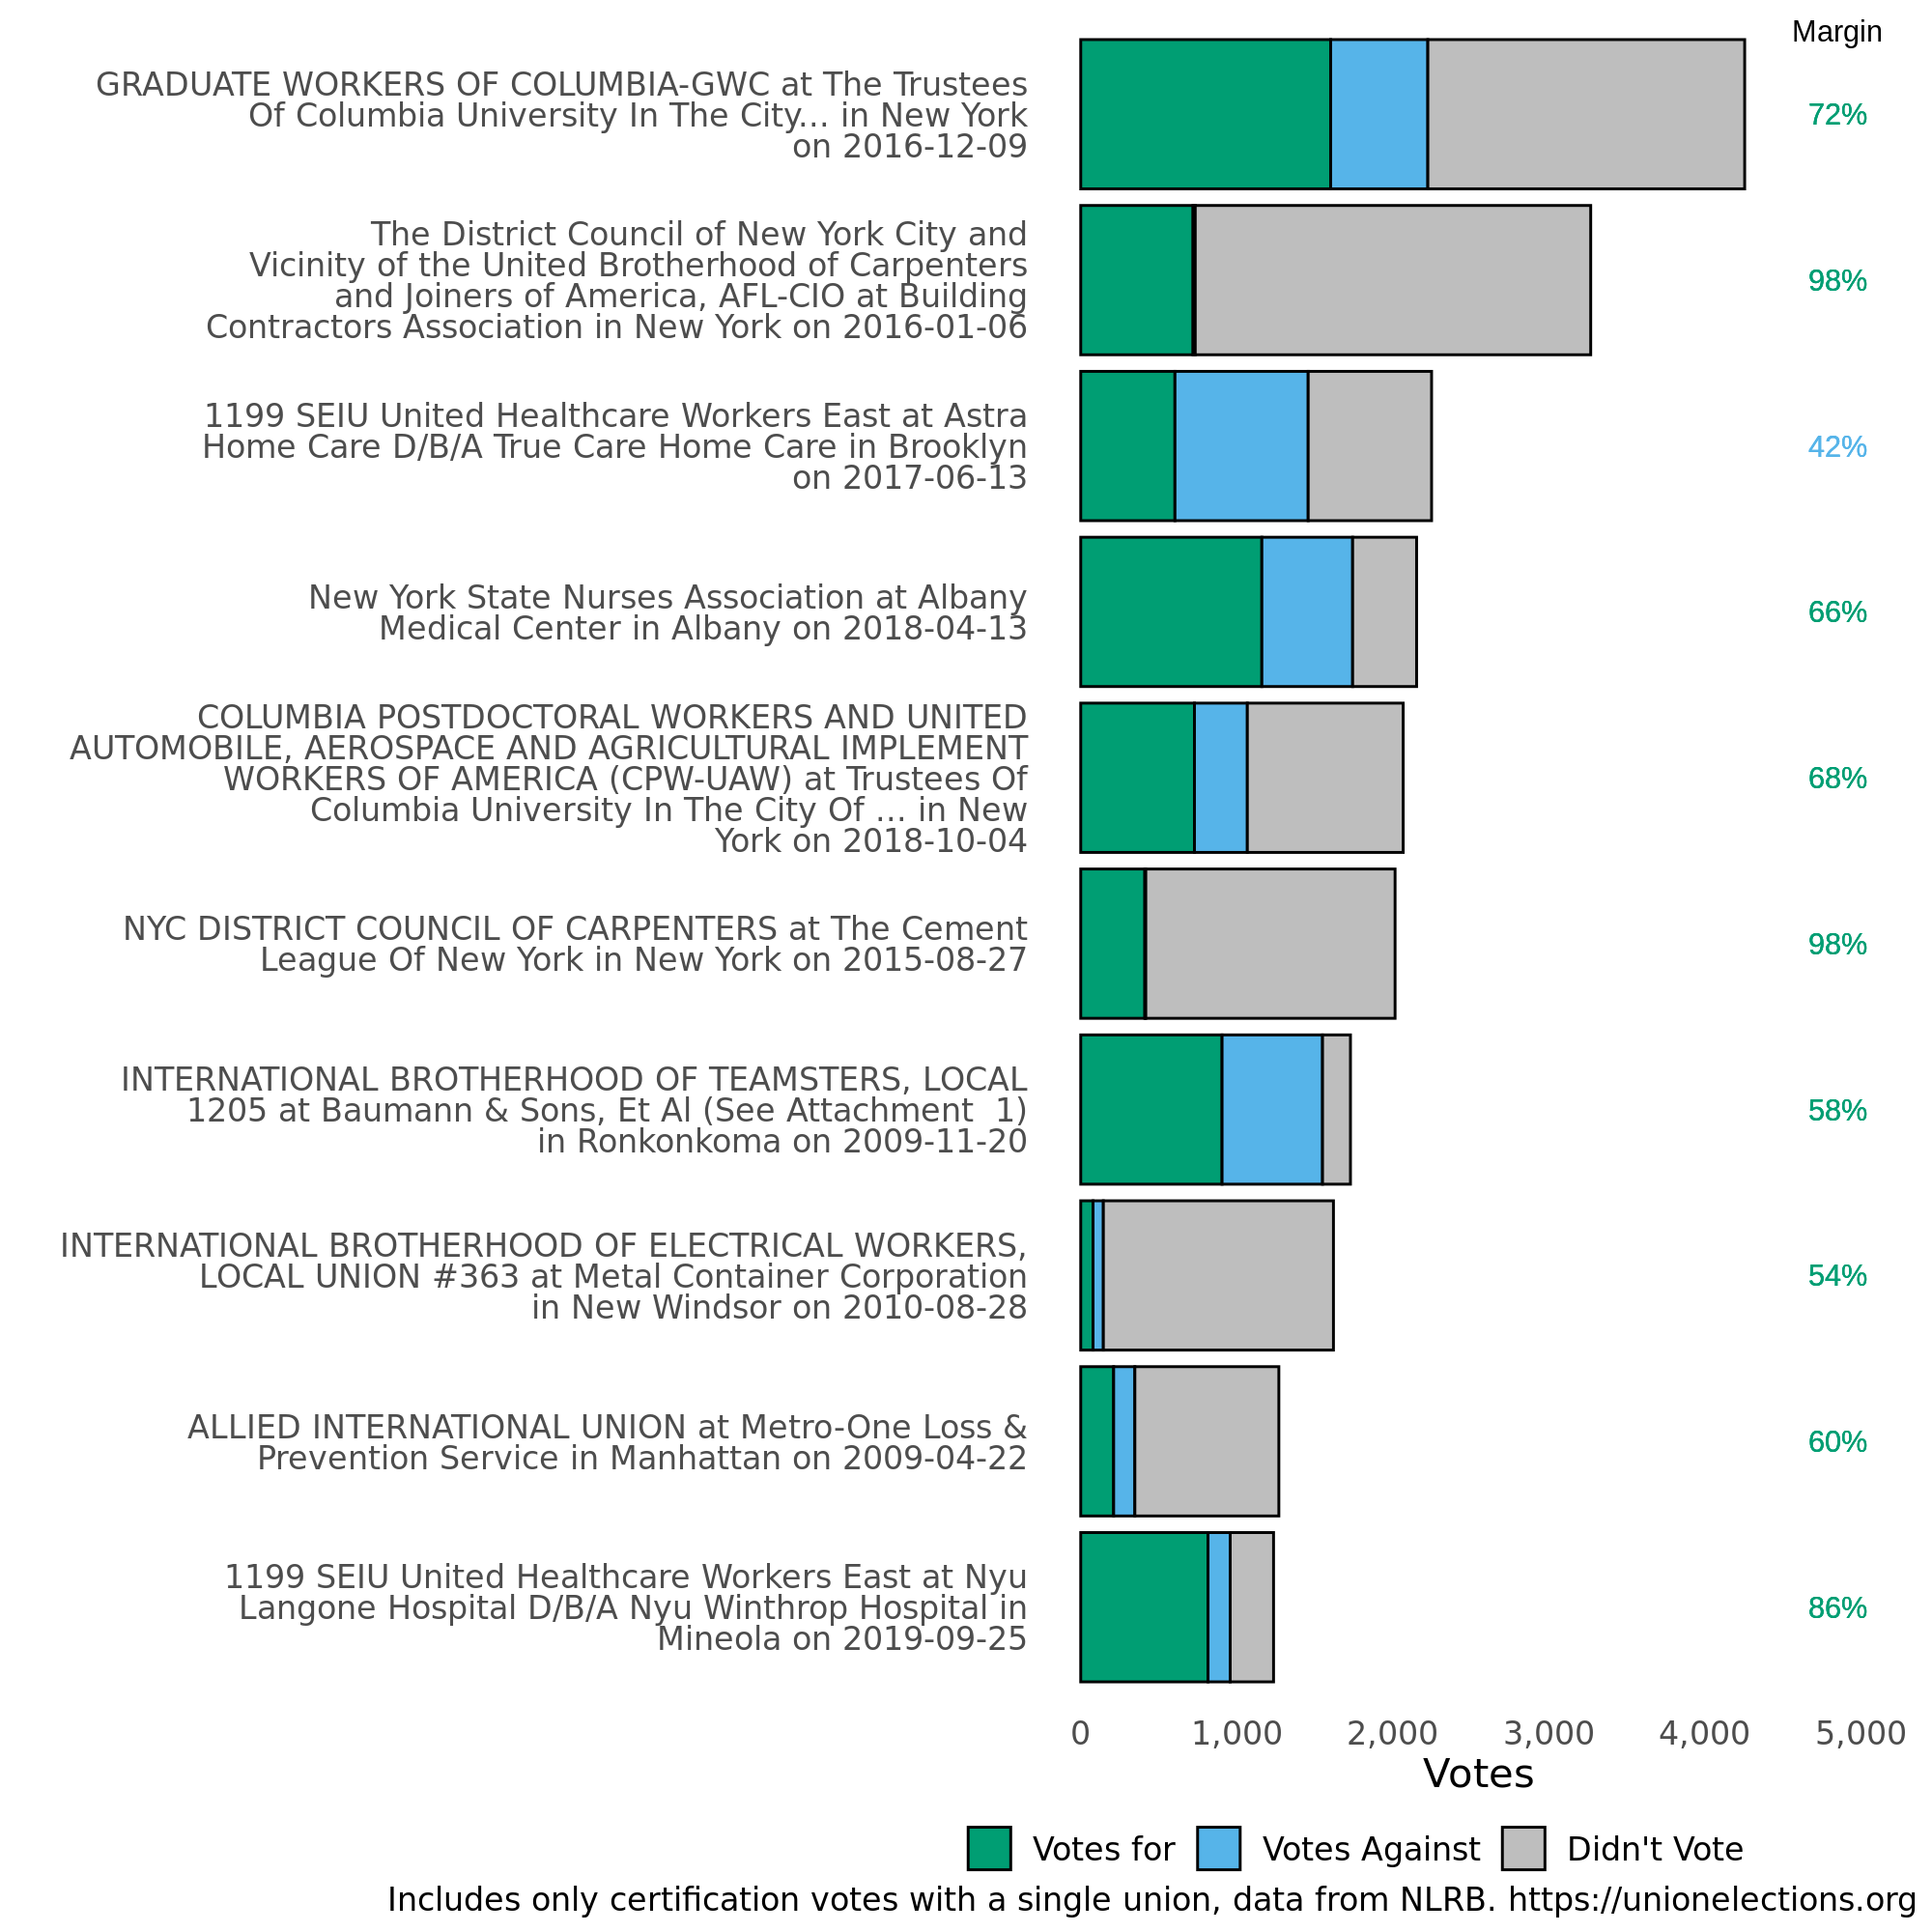 Margin
GRADUATE WORKERS OF COLUMBIA-GWC at The Trustees
Of Columbia University In The City... in New York
on 2016-12-09
72%
The District Council of New York City and
Vicinity of the United Brotherhood of Carpenters
and Joiners of America, AFL-CIO at Building
Contractors Association in New York on 2016-01-06
98%
1199 SEIU United Healthcare Workers East at Astra
Home Care D/B/A True Care Home Care in Brooklyn
on 2017-06-13
42%
New York State Nurses Association at Albany
Medical Center in Albany on 2018-04-13
66%
COLUMBIA POSTDOCTORAL WORKERS AND UNITED
AUTOMOBILE, AEROSPACE AND AGRICULTURAL IMPLEMENT
WORKERS OF AMERICA (CPW-UAW) at Trustees Of
Columbia University In The City Of ... in New
York on 2018-10-04
68%
NYC DISTRICT COUNCIL OF CARPENTERS at The Cement
League Of New York in New York on 2015-08-27
98%
INTERNATIONAL BROTHERHOOD OF TEAMSTERS, LOCAL
1205 at Baumann & Sons, Et Al (See Attachment  1)
in Ronkonkoma on 2009-11-20
58%
INTERNATIONAL BROTHERHOOD OF ELECTRICAL WORKERS,
LOCAL UNION #363 at Metal Container Corporation
in New Windsor on 2010-08-28
54%
ALLIED INTERNATIONAL UNION at Metro-One Loss &
Prevention Service in Manhattan on 2009-04-22
60%
1199 SEIU United Healthcare Workers East at Nyu
Langone Hospital D/B/A Nyu Winthrop Hospital in
Mineola on 2019-09-25
86%
0 1,000 2,000 3,000 4,000 5,000
Votes
Votes for Votes Against Didn't Vote
Includes only certification votes with a single union, data from NLRB. https://unionelections.org